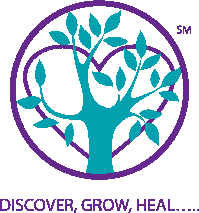 SM
DISCOVER, GROW, HEAL.....